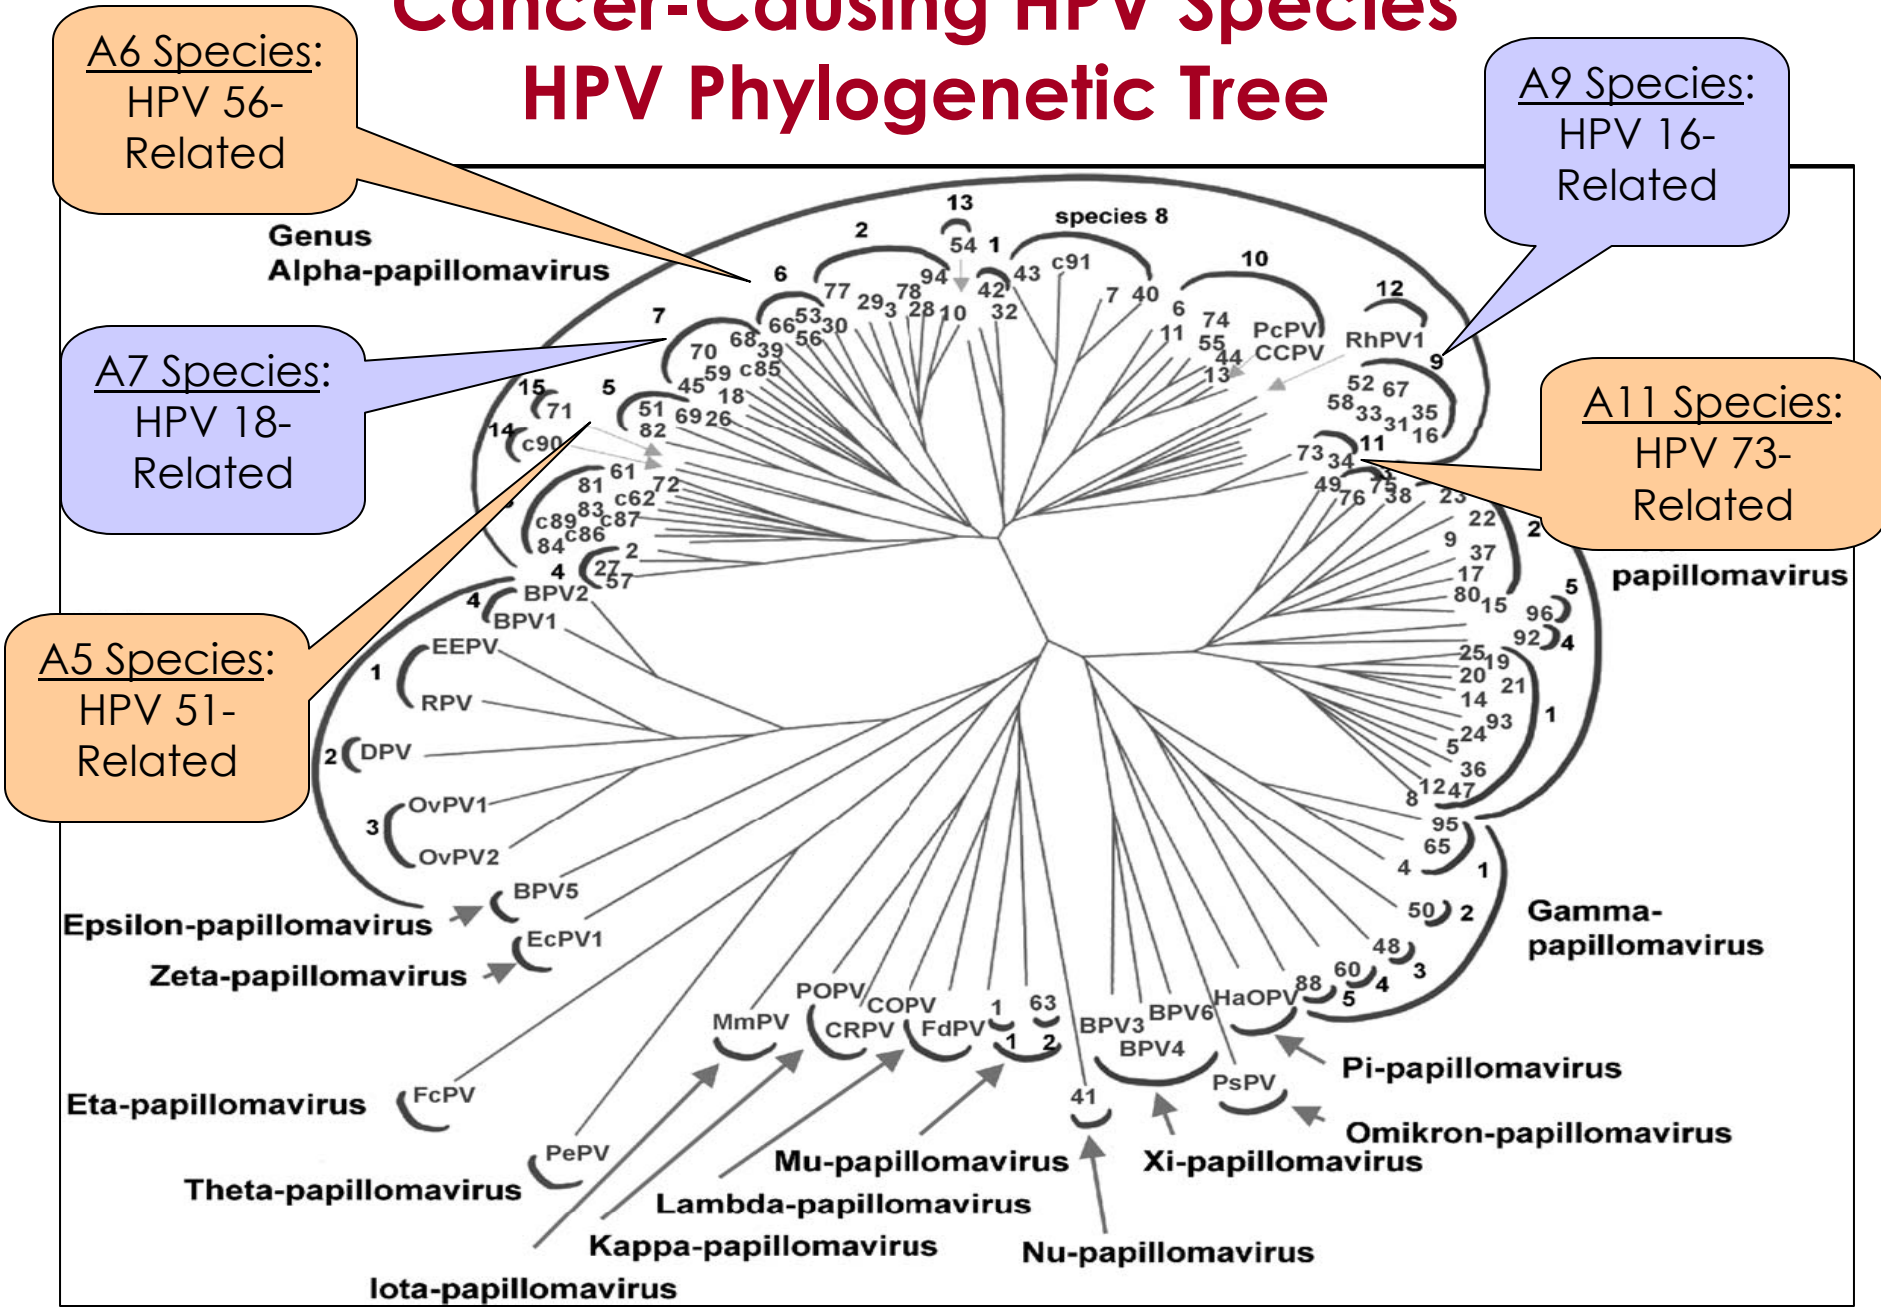 Cancer-Causing HPV Species
HPV Phylogenetic Tree
A6 Species:
HPV 56-
Related
A9 Species:
HPV 16-
Related
A7 Species:
HPV 18-
Related
A11 Species:
HPV 73-
Related
A5 Species:
HPV 51-
Related
Genus
Alpha-papillomavirus
13
54
2
94
77
29
3
78
28
10
1
42
32
species 8
43
c91
7
40
10
6
11
74
55
44
13
PcPV
CCPV
12
RhPV1
9
52
67
58
33
31
35
16
11
73
34
6
53
66
56
30
7
68
70
39
59
c85
45
18
5
51
69
26
82
15
71
14
c90
61
81
72
c62
83
c87
c89
c86
84
4
2
27
57
49
76
75
38
23
22
2
9
37
17
80
15
papillomavirus
5
96
92
4
25
19
20
21
14
93
1
24
5
36
12
47
8
95
65
4
1
50
2
48
3
60
4
88
5
Gamma-
papillomavirus
4
BPV2
BPV1
1
EEPV
RPV
2
DPV
3
OvPV1
OvPV2
BPV5
Epsilon-papillomavirus
EcPV1
Zeta-papillomavirus
FcPV
Eta-papillomavirus
PePV
Theta-papillomavirus
MmPV
Iota-papillomavirus
POPV
CRPV
Kappa-papillomavirus
COPV
FdPV
Lambda-papillomavirus
1
63
1
2
Mu-papillomavirus
41
Nu-papillomavirus
BPV3
BPV6
BPV4
Xi-papillomavirus
PsPV
Omikron-papillomavirus
HaOPV
Pi-papillomavirus